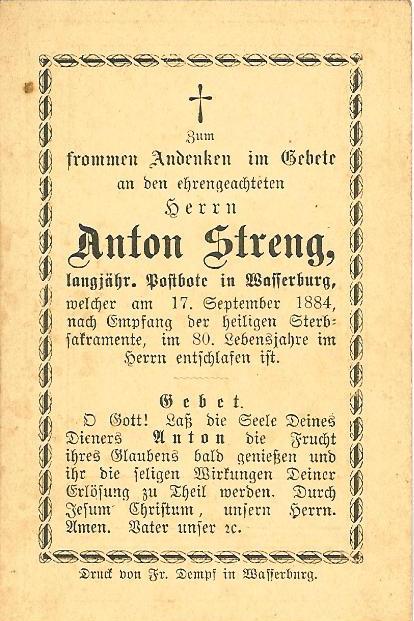 Zum
frommen Andenken im Gebete
an den ehrengeachteten
Herrn
Anton Streng,
langjähr. Postbote in Wasserburg,
welcher am 17. September 1884,
nach Empfang der heiligen Sterb-
sakramente, im 80. Lebensjahre im
Herrn entschlafen ist.
Gebet.
O Gott! Laß die Seele Deines
Dieners Anton die Frucht
ihres Glaubens bald genießen und
ihr die seligen Wirkungen Deiner
Erlösung zu Theil werden. Durch
Jesum Christum, unsern Herrn.
Amen. Vater unser ꝛc.
Druck von Fr. Dempf in Wasserburg.